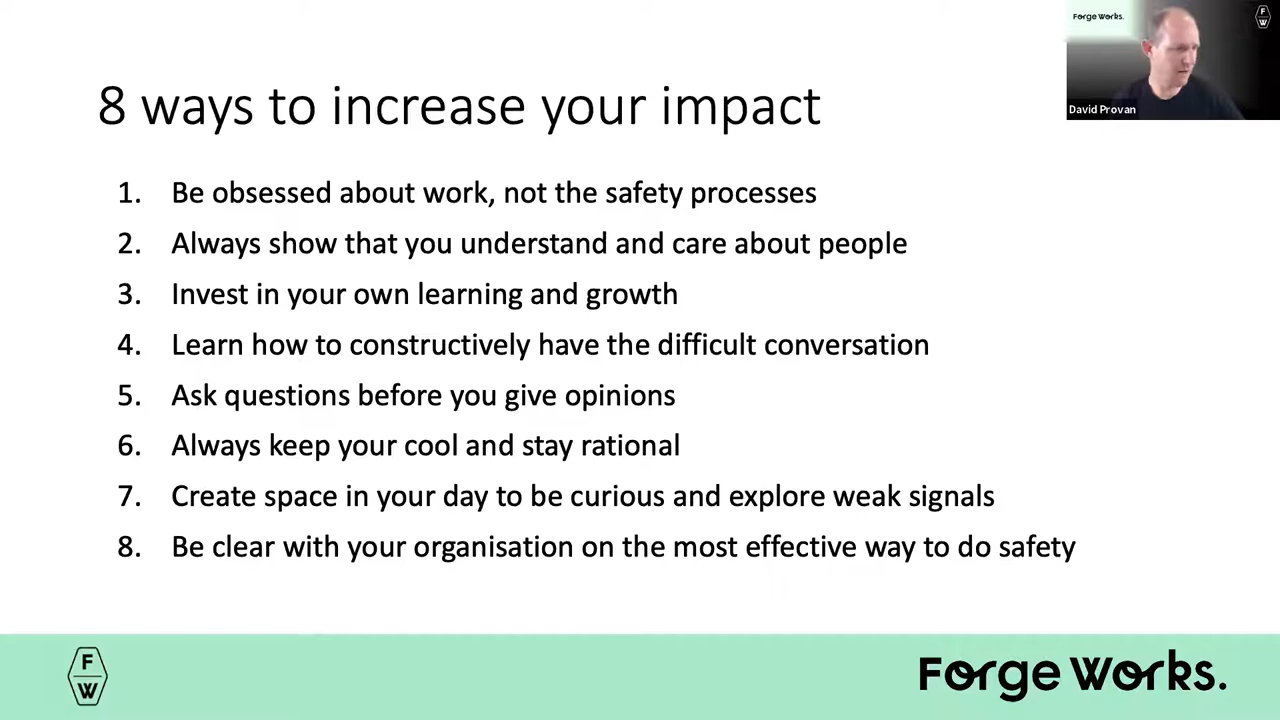 Forge Works.
F
W
David Provan
8 ways to increase your impact
1. Be obsessed about work, not the safety processes
2. Always show that you understand and care about people
3. Invest in your own learning and growth
4. Learn how to constructively have the difficult conversation
5. Ask questions before you give opinions
6. Always keep your cool and stay rational
7. Create space in your day to be curious and explore weak signals
8. Be clear with your organisation on the most effective way to do safety
F
W
Forge Works.